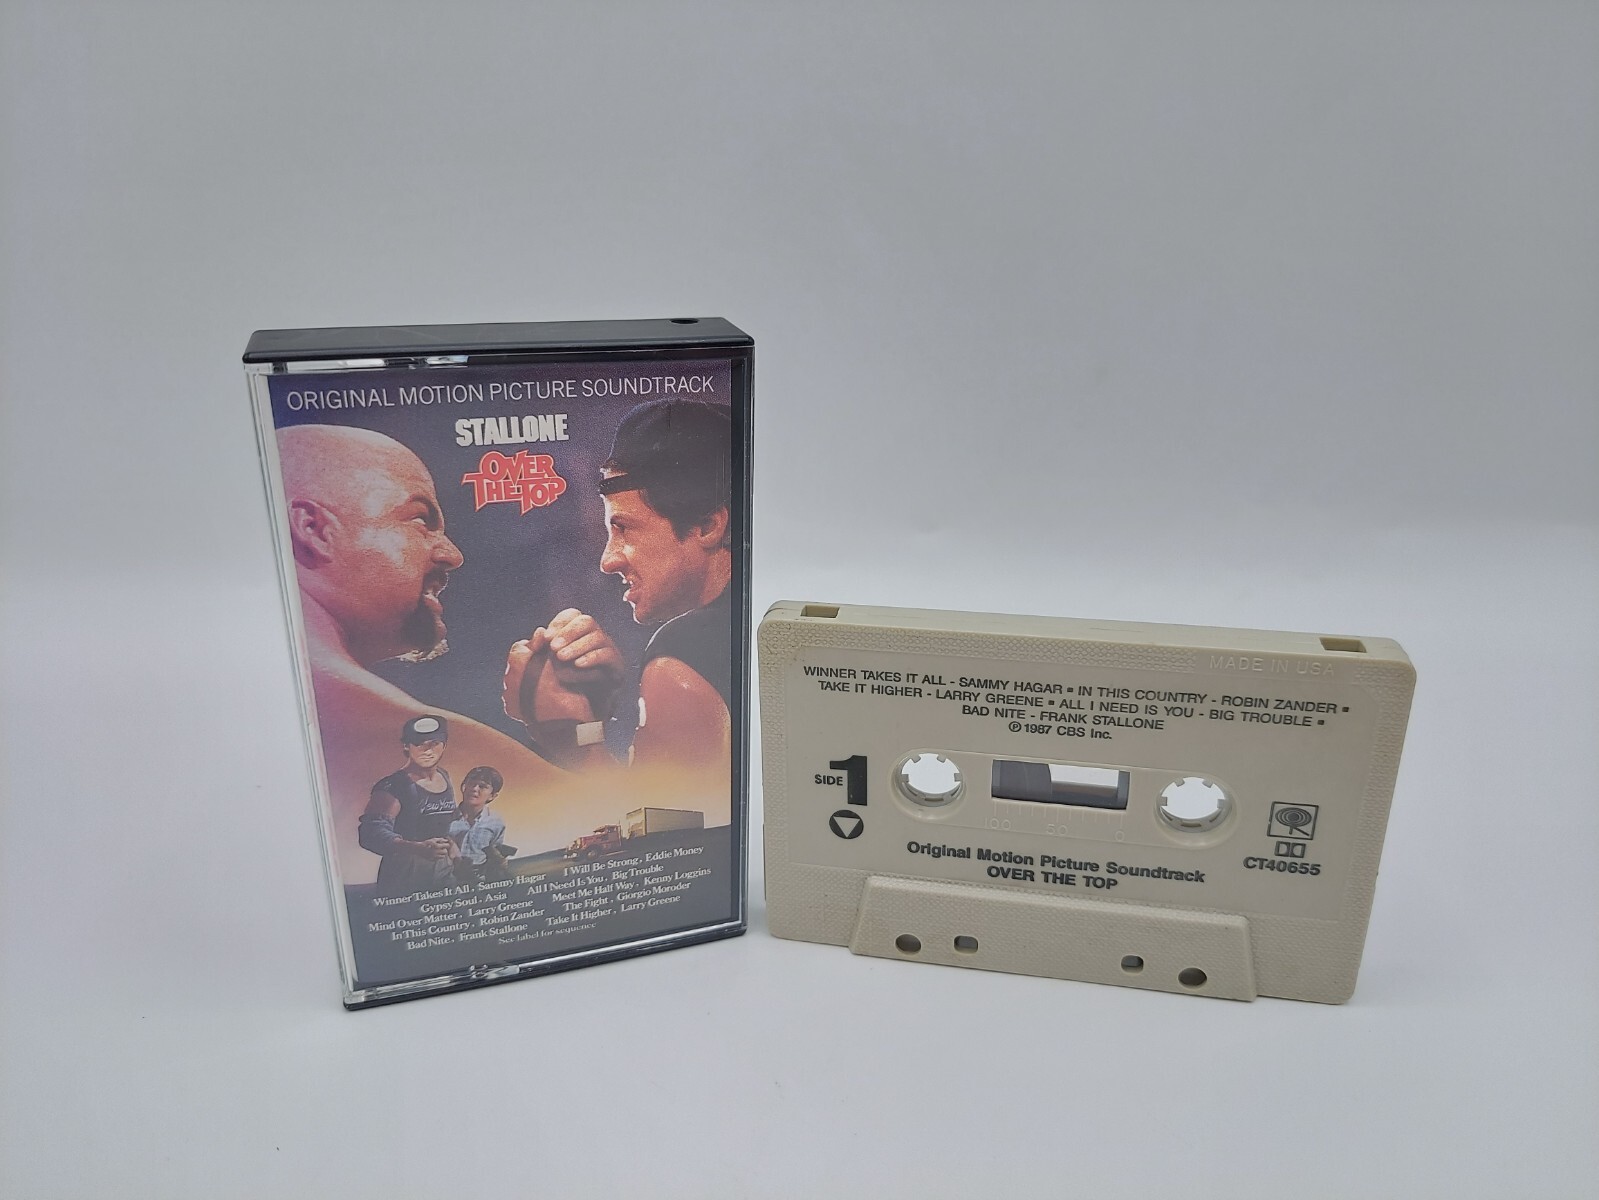 ORIGINAL MOTION PICTURE SOUNDTRACK
STALLONE
OVER
THE TOP
Winner Takes It All, Sammy Hagar I Will Be Strong, Eddie Money
Gypsy Soul, Asia All I Need Is You, Big Trouble
Mind Over Matter, Larry Greene Meet Me Half Way, Kenny Loggins
In This Country, Robin Zander The Fight, Giorgio Moroder
Bad Nite, Frank Stallone Take It Higher, Larry Greene
See label for sequence
MADE IN USA
WINNER TAKES IT ALL - SAMMY HAGAR ▪ IN THIS COUNTRY - ROBIN ZANDER ▪
TAKE IT HIGHER - LARRY GREENE ▪ ALL I NEED IS YOU - BIG TROUBLE ▪
BAD NITE - FRANK STALLONE
℗ 1987 CBS Inc.
SIDE 1
100 50 0
Original Motion Picture Soundtrack
OVER THE TOP
CT40655